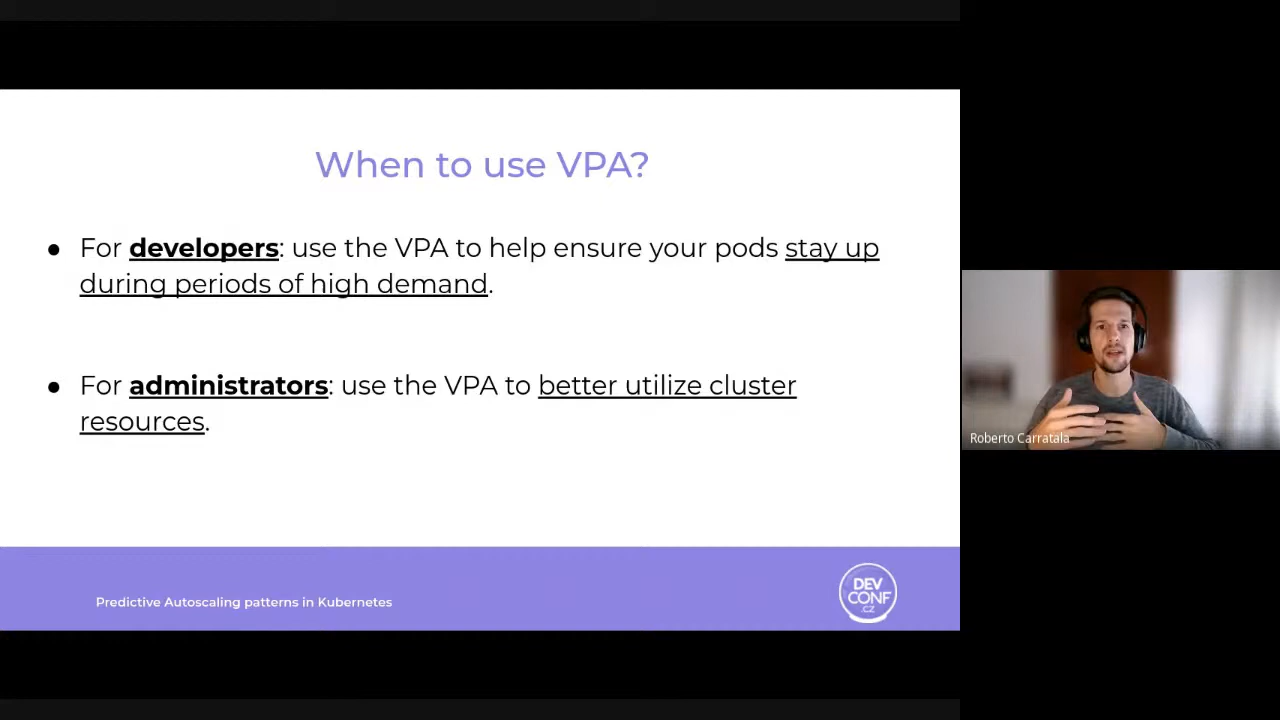 When to use VPA?
● For developers: use the VPA to help ensure your pods stay up
during periods of high demand.
● For administrators: use the VPA to better utilize cluster
resources.
Roberto Carratala
Predictive Autoscaling patterns in Kubernetes
DEV
CONF
.CZ